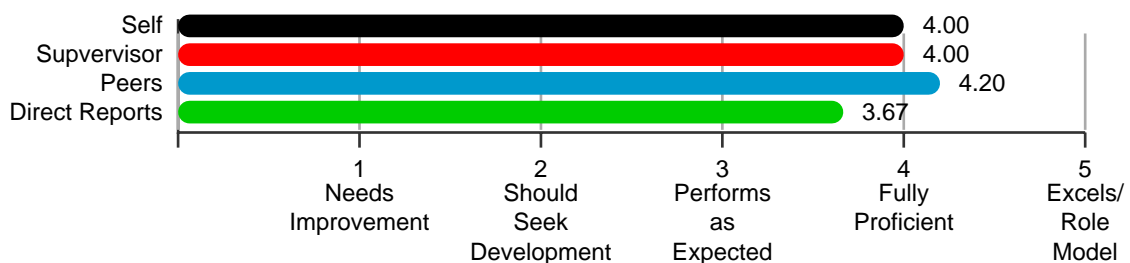 Self 4.00
Supvervisor 4.00
Peers 4.20
Direct Reports 3.67
1 2 3 4 5
Needs Should Performs Fully Excels/
Improvement Seek as Proficient Role
Development Expected Model